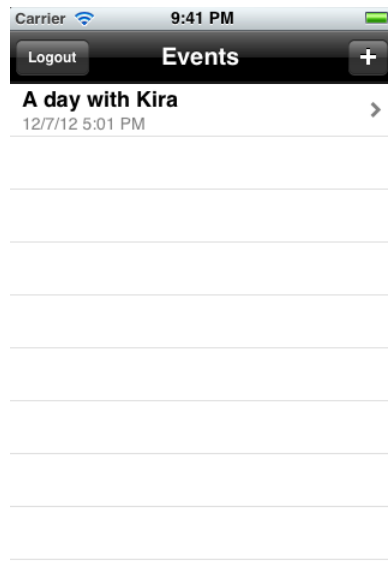 Carrier 9:41 PM
Logout Events +
A day with Kira
12/7/12 5:01 PM